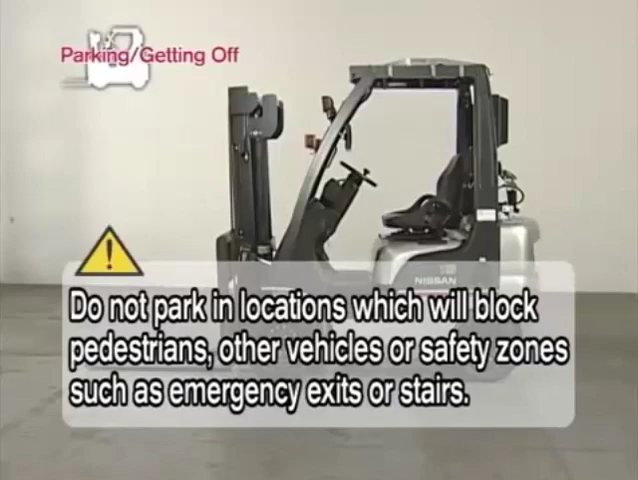 Parking/Getting Off
NISSAN
Do not park in locations which will block
pedestrians, other vehicles or safety zones
such as emergency exits or stairs.